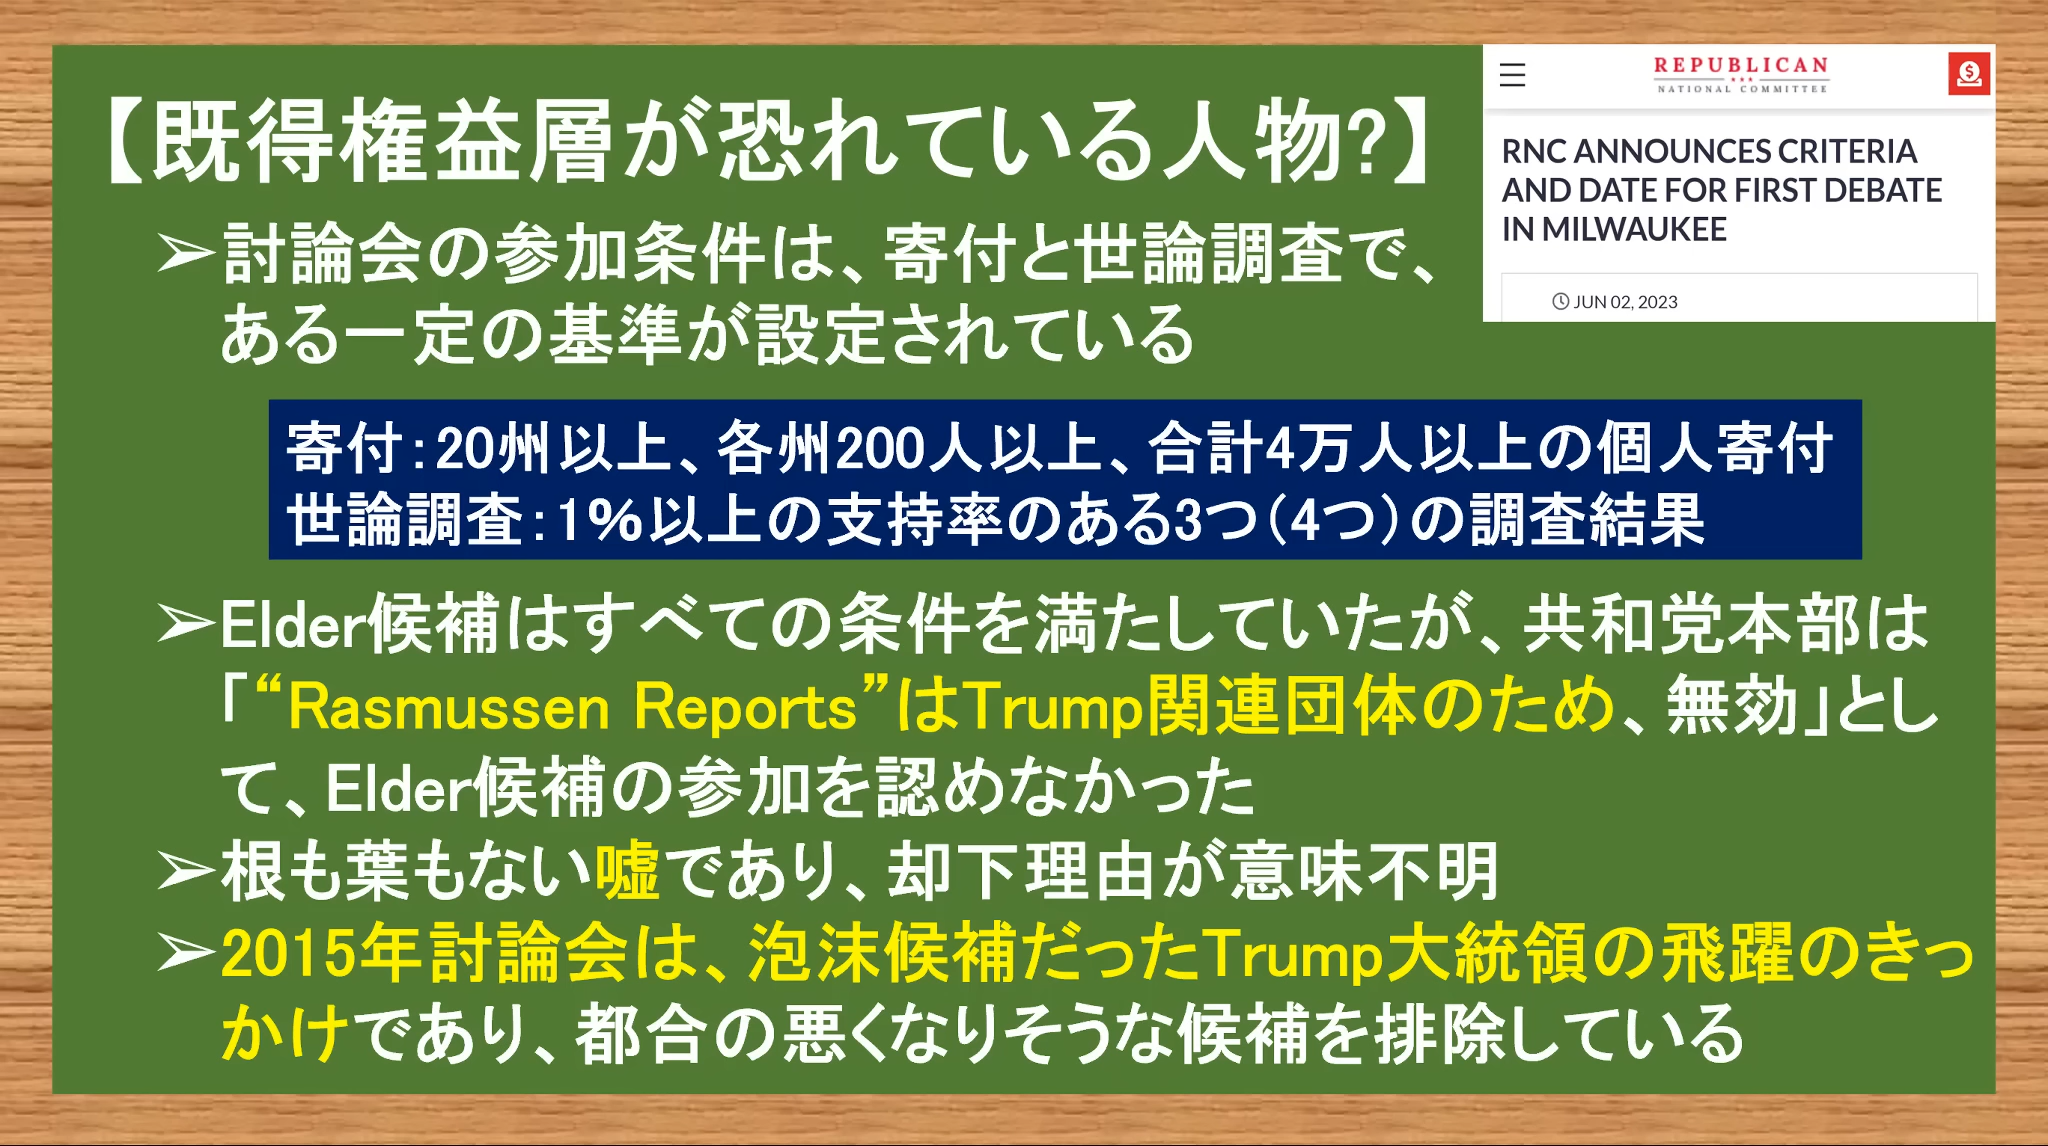 【既得権益層が恐れている人物?】
REPUBLICAN
NATIONAL COMMITTEE
RNC ANNOUNCES CRITERIA
AND DATE FOR FIRST DEBATE
IN MILWAUKEE
JUN 02, 2023
➢討論会の参加条件は、寄付と世論調査で、
ある一定の基準が設定されている
寄付：20州以上、各州200人以上、合計4万人以上の個人寄付
世論調査：1％以上の支持率のある3つ（4つ）の調査結果
➢Elder候補はすべての条件を満たしていたが、共和党本部は
「“Rasmussen Reports”はTrump関連団体のため、無効」とし
て、Elder候補の参加を認めなかった
➢根も葉もない嘘であり、却下理由が意味不明
➢2015年討論会は、泡沫候補だったTrump大統領の飛躍のきっ
かけであり、都合の悪くなりそうな候補を排除している